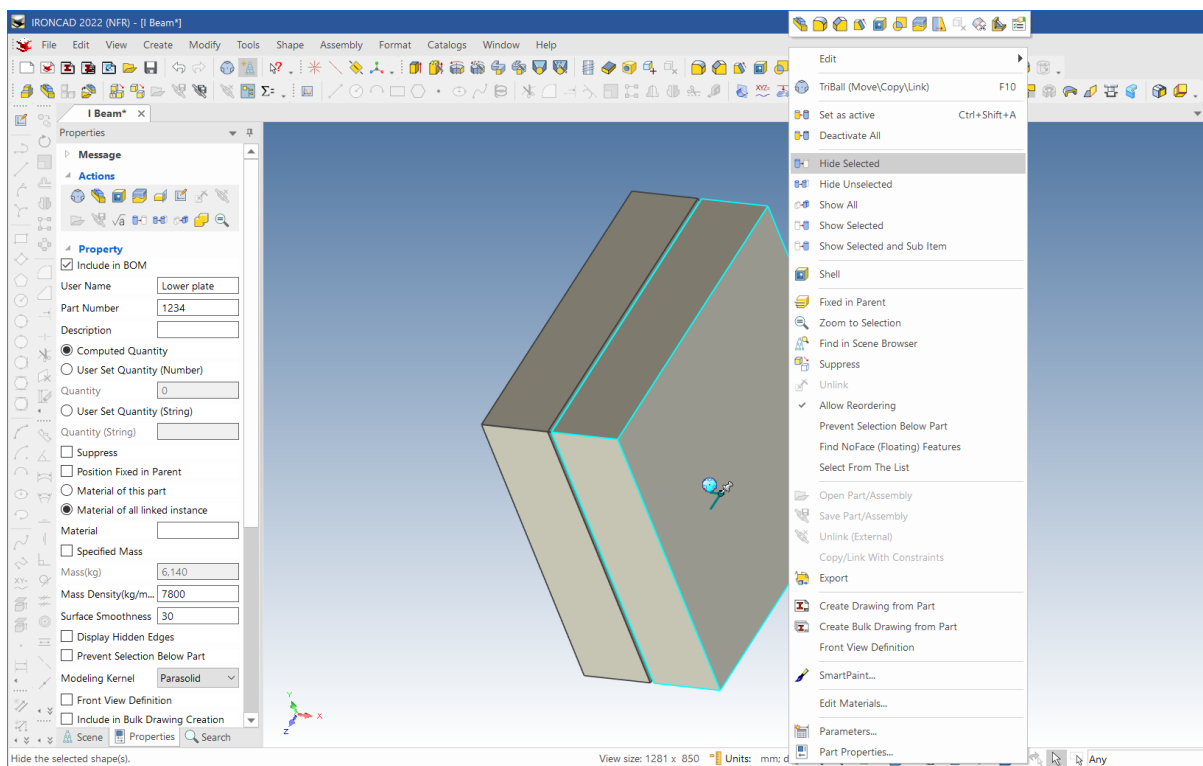 IRONCAD 2022 (NFR) - [I Beam*]
File Edit View Create Modify Tools Shape Assembly Format Catalogs Window Help
I Beam*
Properties
Message
Actions
Property
Include in BOM
User Name Lower plate
Part Number 1234
Description
Computed Quantity
User Set Quantity (Number)
Quantity 0
User Set Quantity (String)
Quantity (String)
Suppress
Position Fixed in Parent
Material of this part
Material of all linked instance
Material
Specified Mass
Mass(kg) 6.140
Mass Density(kg/m... 7800
Surface Smoothness 30
Display Hidden Edges
Prevent Selection Below Part
Modeling Kernel Parasolid
Front View Definition
Include in Bulk Drawing Creation
Scene Properties Search
Y
X
Z
Edit
TriBall (Move\Copy\Link) F10
Set as active Ctrl+Shift+A
Deactivate All
Hide Selected
Hide Unselected
Show All
Show Selected
Show Selected and Sub Item
Shell
Fixed in Parent
Zoom to Selection
Find in Scene Browser
Suppress
Unlink
Allow Reordering
Prevent Selection Below Part
Find NoFace (Floating) Features
Select From The List
Open Part/Assembly
Save Part/Assembly
Unlink (External)
Copy/Link With Constraints
Export
Create Drawing from Part
Create Bulk Drawing from Part
Front View Definition
SmartPaint...
Edit Materials...
Parameters...
Part Properties...
Hide the selected shape(s). View size: 1281 x 850 Units: mm; d Any